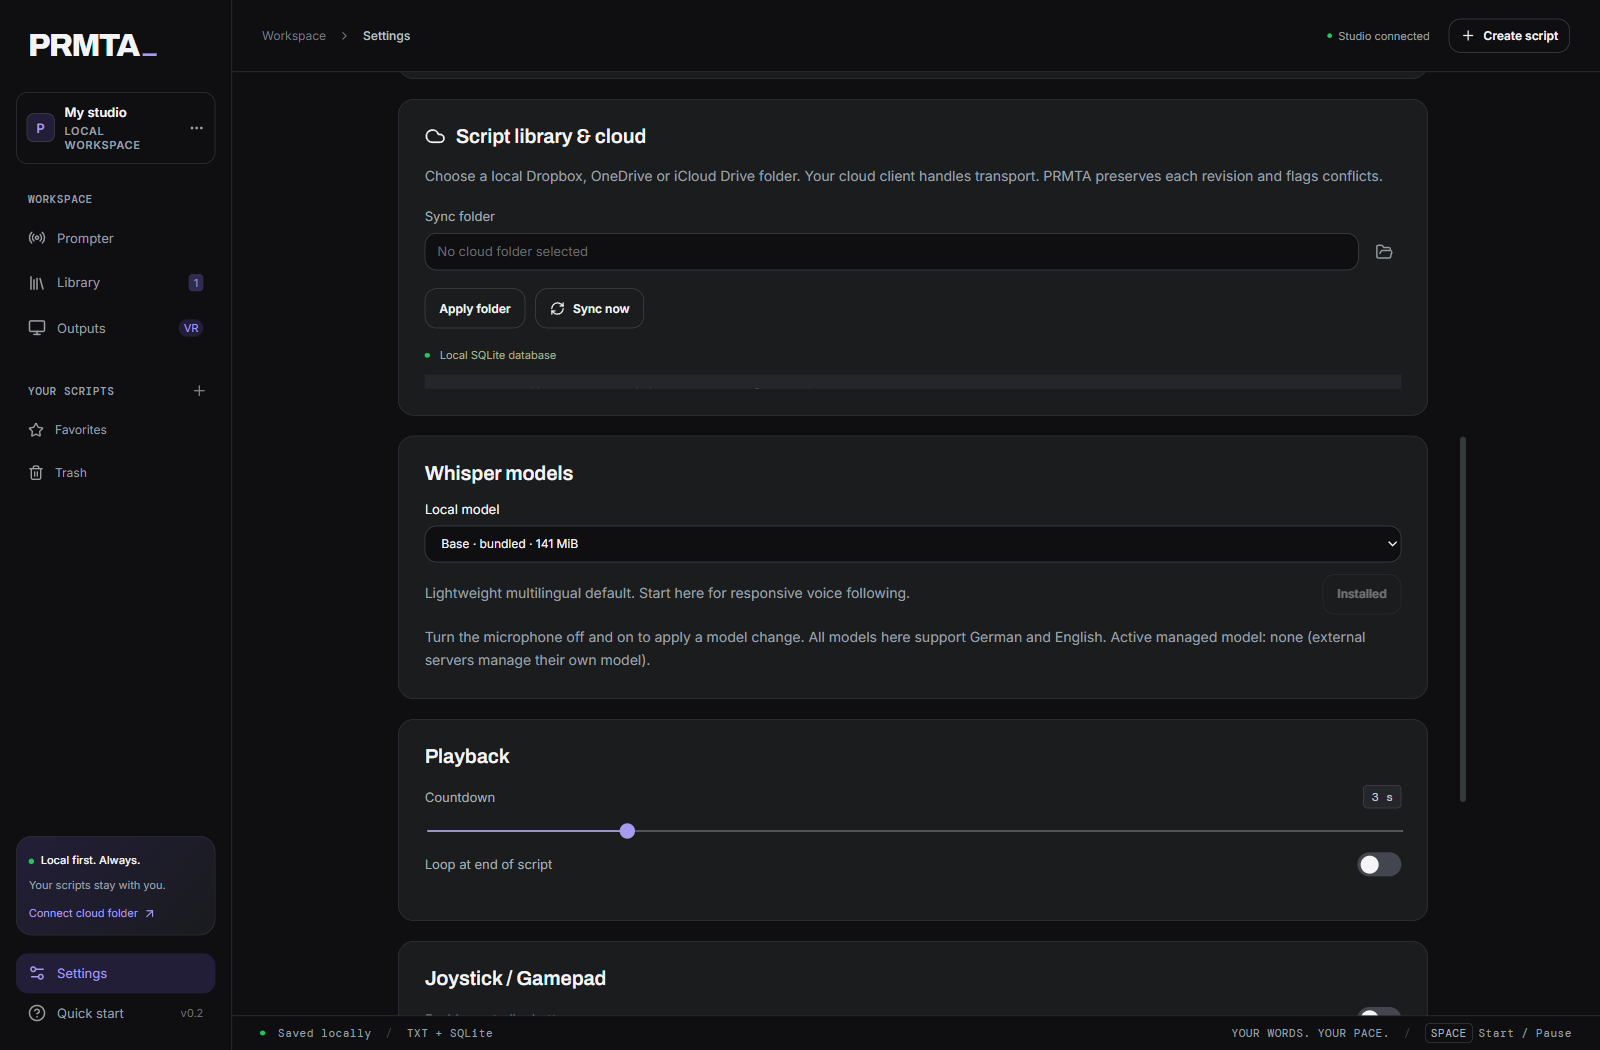 PRMTA_
Workspace > Settings
Studio connected
+ Create script
P
My studio
LOCAL
WORKSPACE
...
WORKSPACE
Prompter
Library
1
Outputs
VR
YOUR SCRIPTS
+
Favorites
Trash
Local first. Always.
Your scripts stay with you.
Connect cloud folder
Settings
Quick start
v0.2
Script library & cloud
Choose a local Dropbox, OneDrive or iCloud Drive folder. Your cloud client handles transport. PRMTA preserves each revision and flags conflicts.
Sync folder
No cloud folder selected
Apply folder
Sync now
Local SQLite database
Whisper models
Local model
Base · bundled · 141 MiB
Lightweight multilingual default. Start here for responsive voice following.
Installed
Turn the microphone off and on to apply a model change. All models here support German and English. Active managed model: none (external
servers manage their own model).
Playback
Countdown
3 s
Loop at end of script
Joystick / Gamepad
Saved locally / TXT + SQLite
YOUR WORDS. YOUR PACE. / SPACE Start / Pause